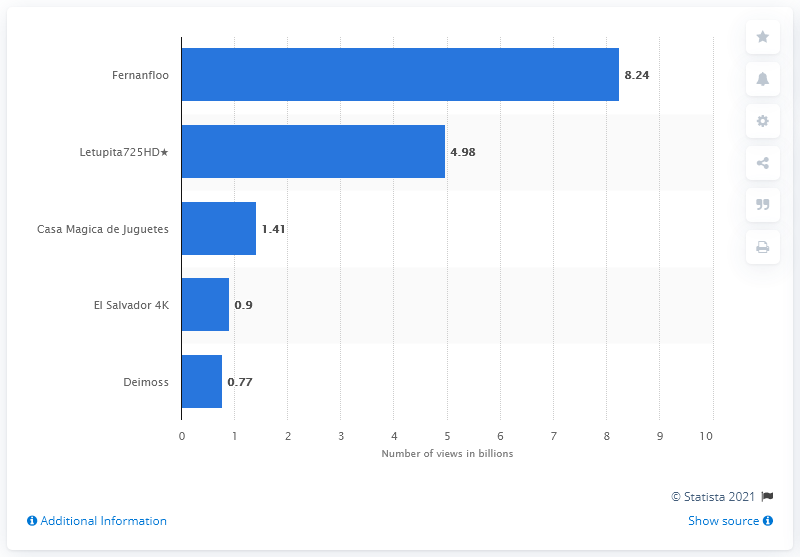 Fernanfloo 8.24
Letupita725HD★ 4.98
Casa Magica de Juguetes 1.41
El Salvador 4K 0.9
Deimoss 0.77
0 1 2 3 4 5 6 7 8 9 10
Number of views in billions
© Statista 2021
Additional Information Show source